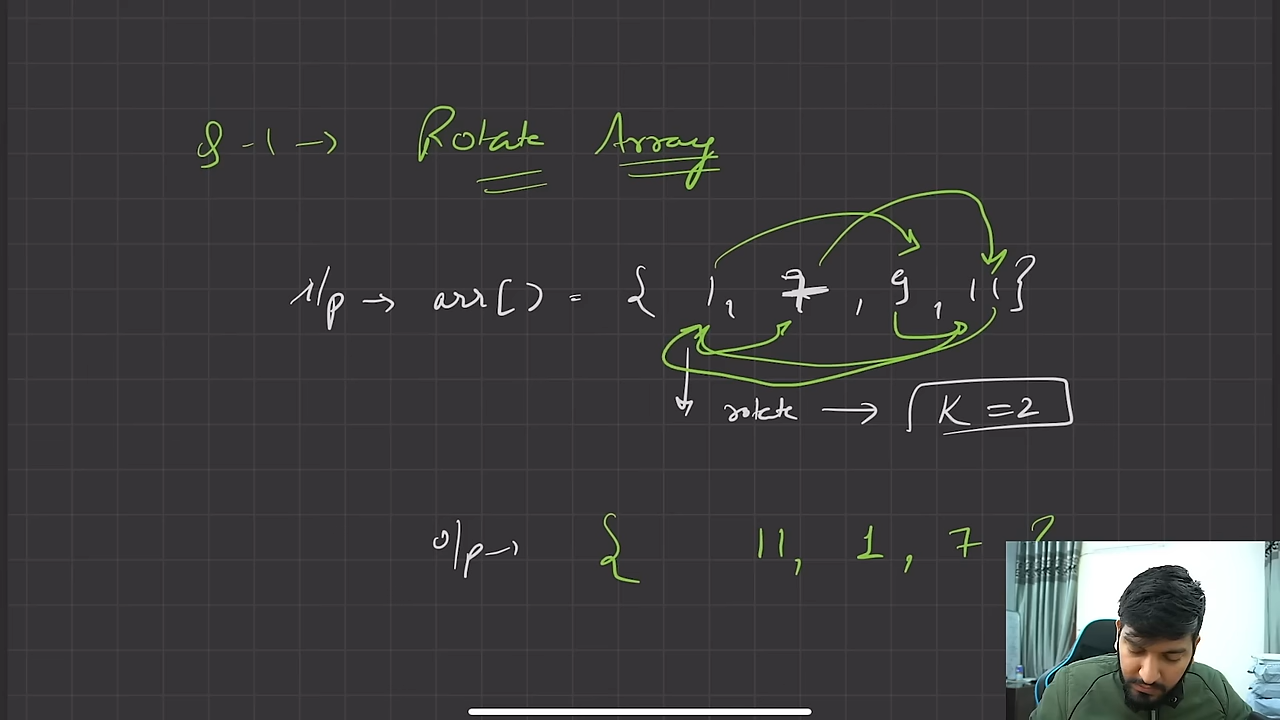 Q-1 → Rotate Array
I/p → arr[] = { 1, 7, 9, 11}
rotate → K = 2
O/p → { 11, 1, 7 }